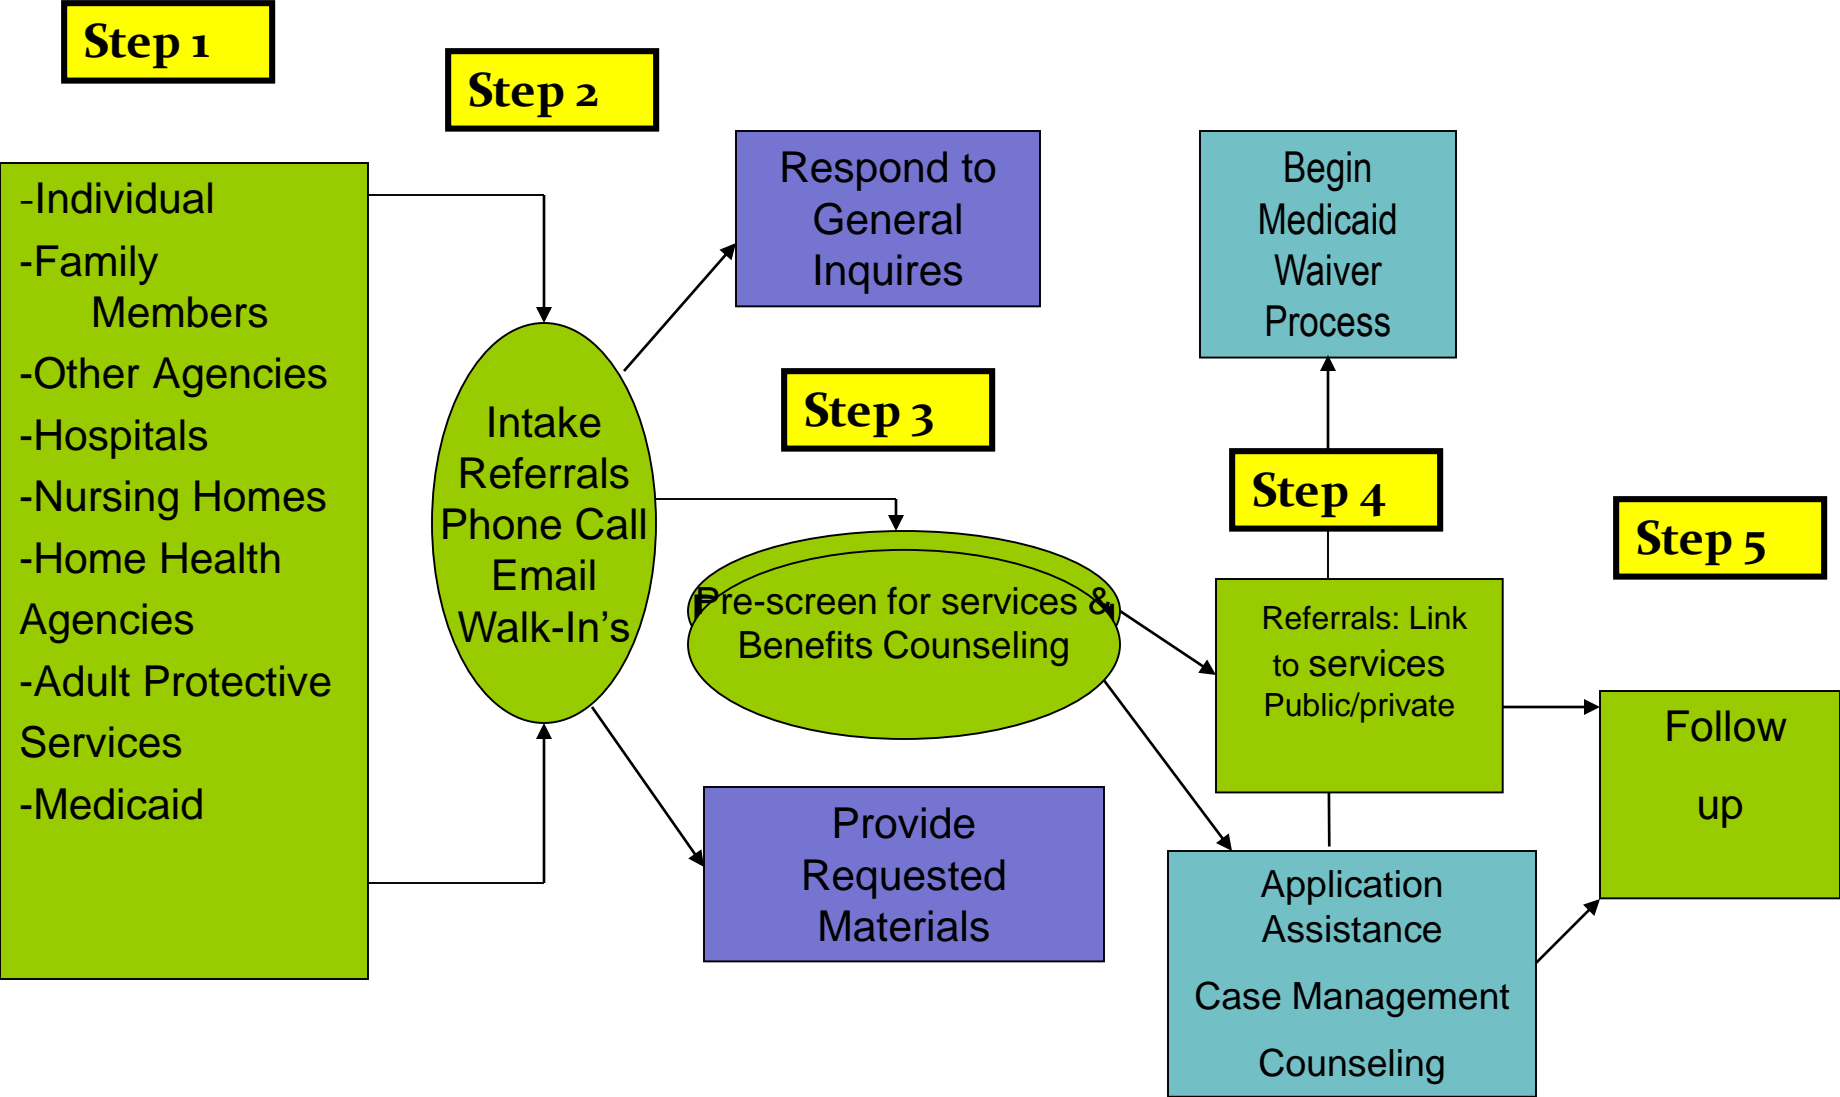 Step 1
-Individual
-Family
Members
-Other Agencies
-Hospitals
-Nursing Homes
-Home Health
Agencies
-Adult Protective
Services
-Medicaid
Step 2
Intake
Referrals
Phone Call
Email
Walk-In's
Respond to
General
Inquires
Provide
Requested
Materials
Step 3
Pre-screen for services &
Benefits Counseling
Step 4
Begin
Medicaid
Waiver
Process
Referrals: Link
to services
Public/private
Application
Assistance
Case Management
Counseling
Step 5
Follow
up